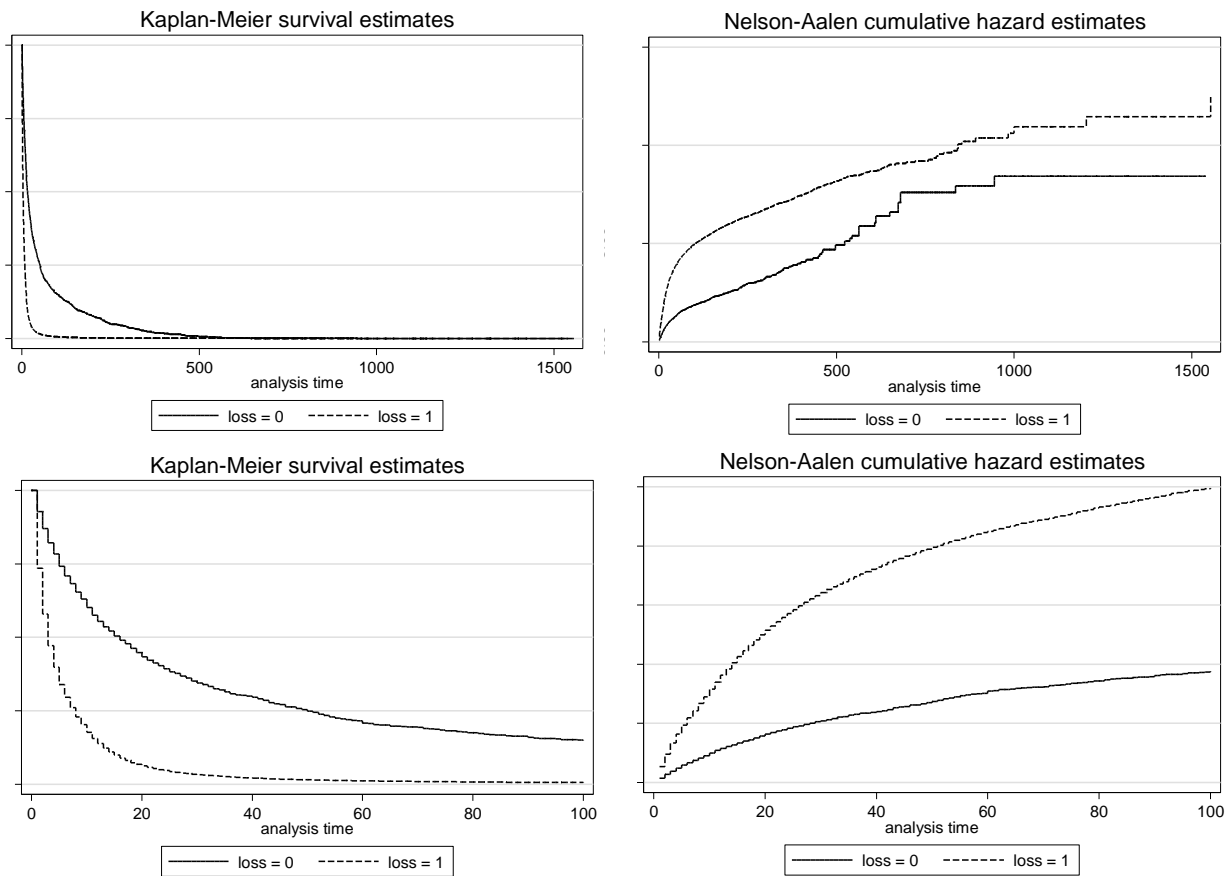 Kaplan-Meier survival estimates
0 500 1000 1500
analysis time
loss = 0 loss = 1
Nelson-Aalen cumulative hazard estimates
0 500 1000 1500
analysis time
loss = 0 loss = 1
Kaplan-Meier survival estimates
0 20 40 60 80 100
analysis time
loss = 0 loss = 1
Nelson-Aalen cumulative hazard estimates
0 20 40 60 80 100
analysis time
loss = 0 loss = 1